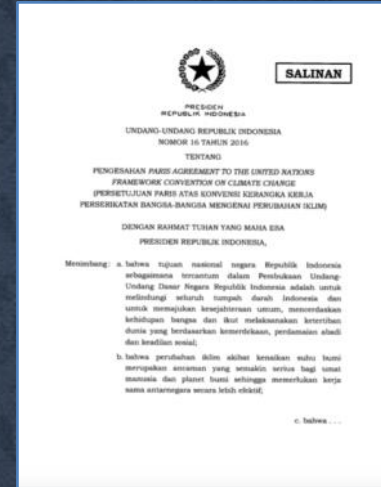 SALINAN
PRESIDEN
REPUBLIK INDONESIA
UNDANG-UNDANG REPUBLIK INDONESIA
NOMOR 16 TAHUN 2016
TENTANG
PENGESAHAN PARIS AGREEMENT TO THE UNITED NATIONS
FRAMEWORK CONVENTION ON CLIMATE CHANGE
(PERSETUJUAN PARIS ATAS KONVENSI KERANGKA KERJA
PERSERIKATAN BANGSA-BANGSA MENGENAI PERUBAHAN IKLIM)
DENGAN RAHMAT TUHAN YANG MAHA ESA
PRESIDEN REPUBLIK INDONESIA,
Menimbang : a. bahwa tujuan nasional negara Republik Indonesia
sebagaimana tercantum dalam Pembukaan Undang-
Undang Dasar Negara Republik Indonesia adalah untuk
melindungi seluruh tumpah darah Indonesia dan
untuk memajukan kesejahteraan umum, mencerdaskan
kehidupan bangsa dan ikut melaksanakan ketertiban
dunia yang berdasarkan kemerdekaan, perdamaian abadi
dan keadilan sosial;
b. bahwa perubahan iklim akibat kenaikan suhu bumi
merupakan ancaman yang semakin serius bagi umat
manusia dan planet bumi sehingga memerlukan kerja
sama antarnegara secara lebih efektif;
c. bahwa . . .